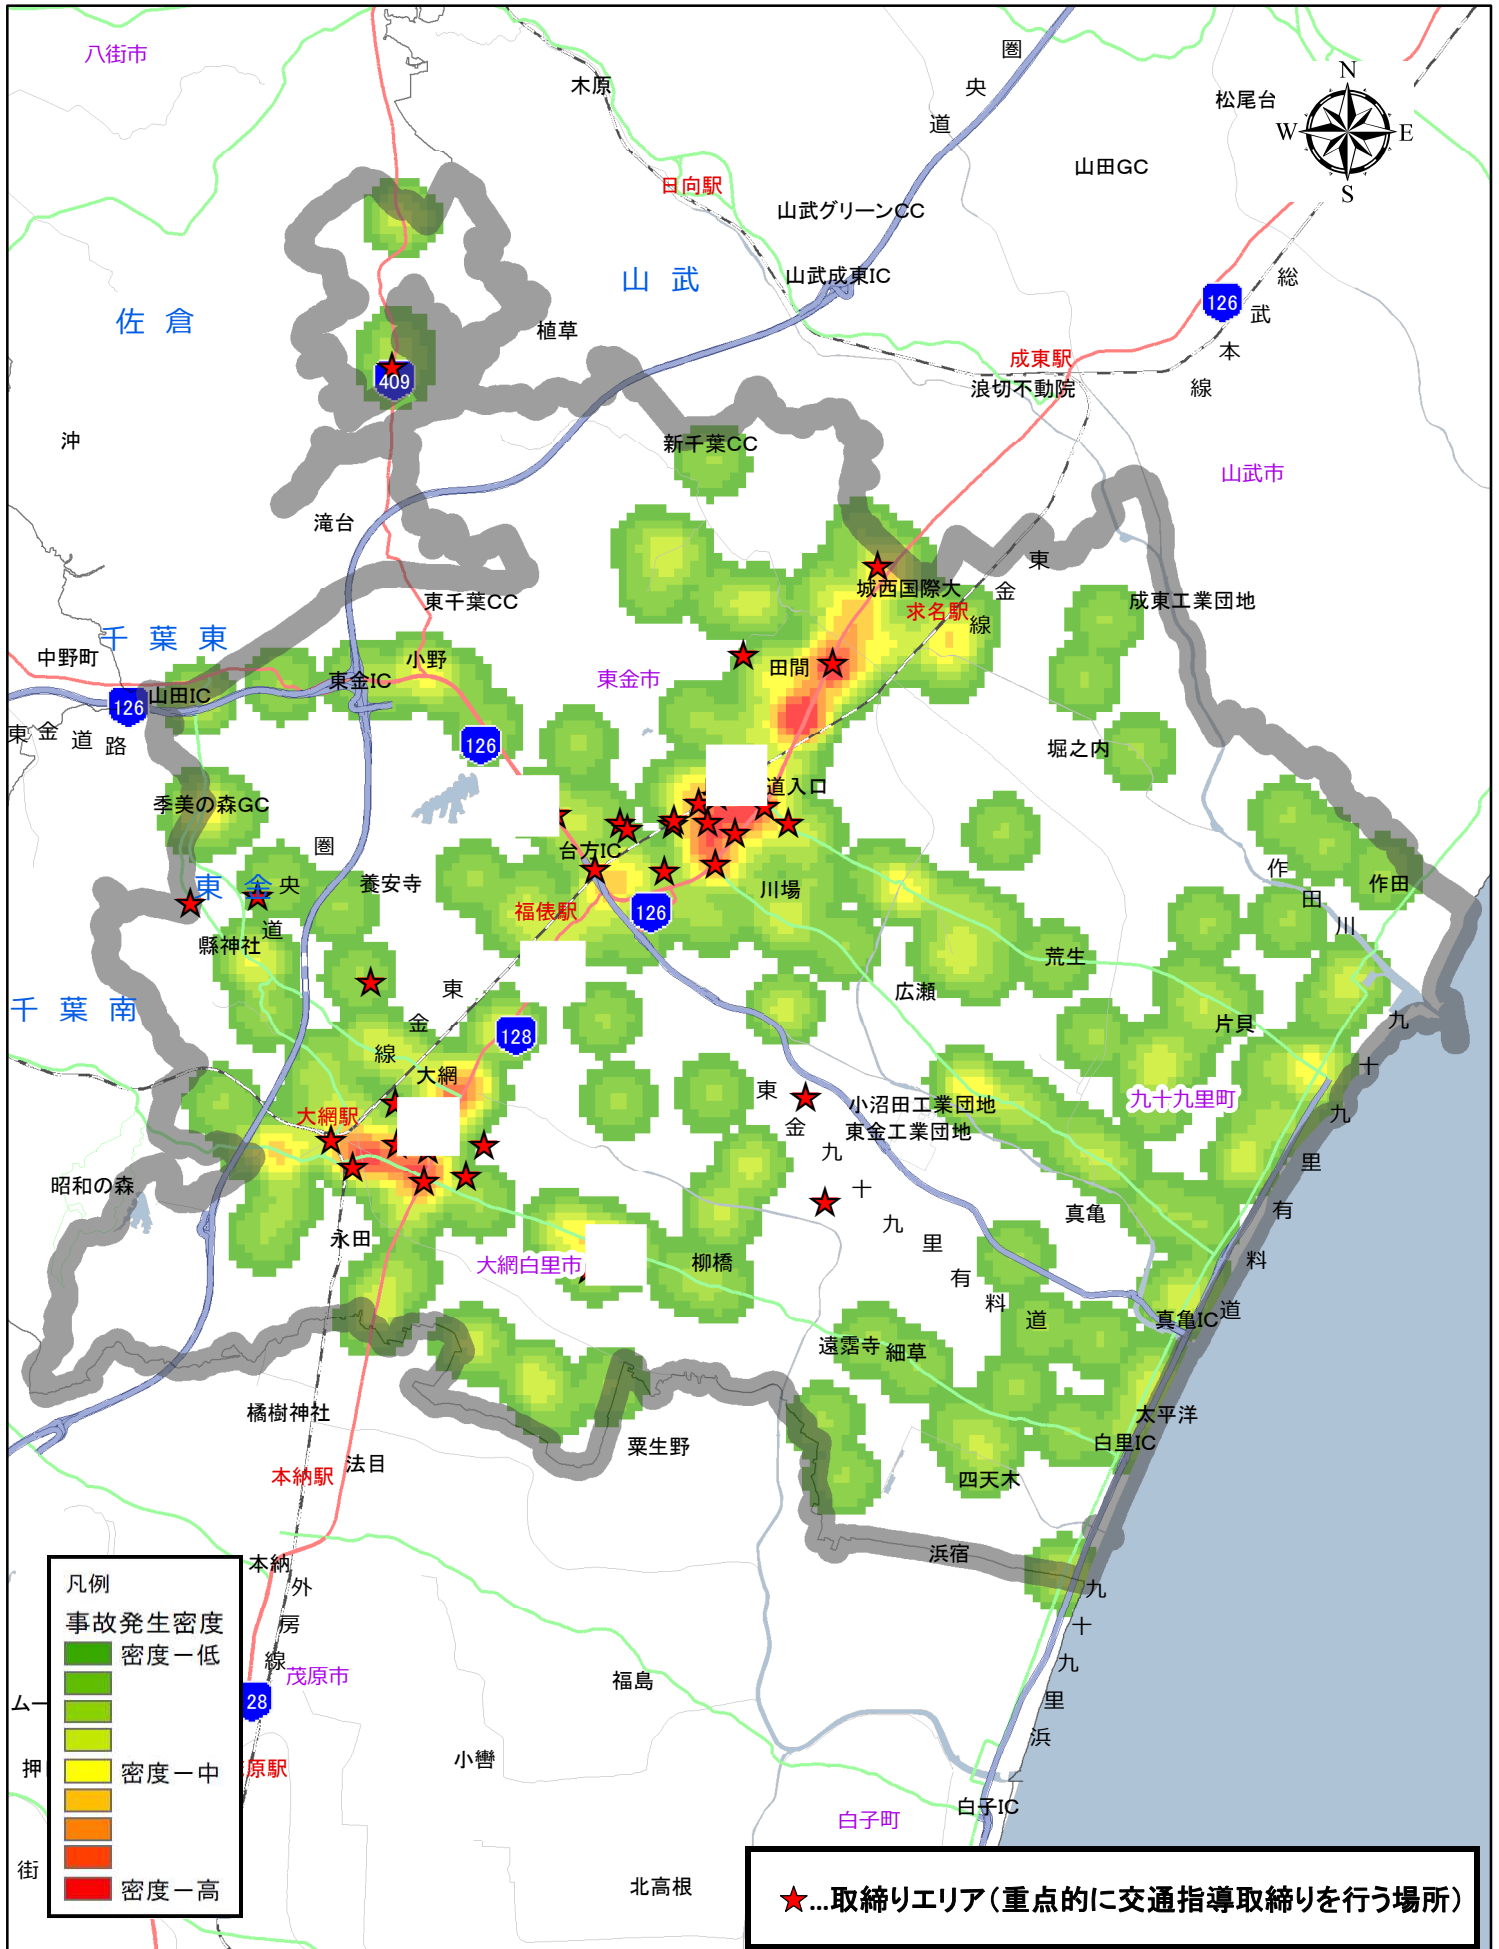 八街市
木原
圏
央
道
松尾台
N
W
E
S
山田GC
日向駅
山武グリーンCC
山武
山武成東IC
総
武
本
線
126
佐倉
植草
成東駅
浪切不動院
409
沖
新千葉CC
山武市
滝台
東
金
線
城西国際大
求名駅
成東工業団地
東千葉CC
千葉東
中野町
小野
東金IC
山田IC
126
東金市
田間
東金道路
126
堀之内
季美の森GC
道入口
圏
央
道
台方IC
養安寺
東金
川場
作
田
川
作田
福俵駅
126
縣神社
荒生
千葉南
東
金
線
広瀬
片貝
128
大網
大網駅
東
金
九
十
九
里
有
料
道
小沼田工業団地
東金工業団地
九十九里町
九
十
九
里
有
料
道
昭和の森
永田
真亀
大網白里市
柳橋
真亀IC
遠霑寺
細草
橘樹神社
太平洋
粟生野
白里IC
法目
本納駅
四天木
本納
浜宿
外
房
線
九
十
九
里
浜
茂原市
福島
28
ムー
押
原駅
小轡
白子IC
白子町
街
北高根
凡例
事故発生密度
密度－低
密度－中
密度－高
★…取締りエリア（重点的に交通指導取締りを行う場所）